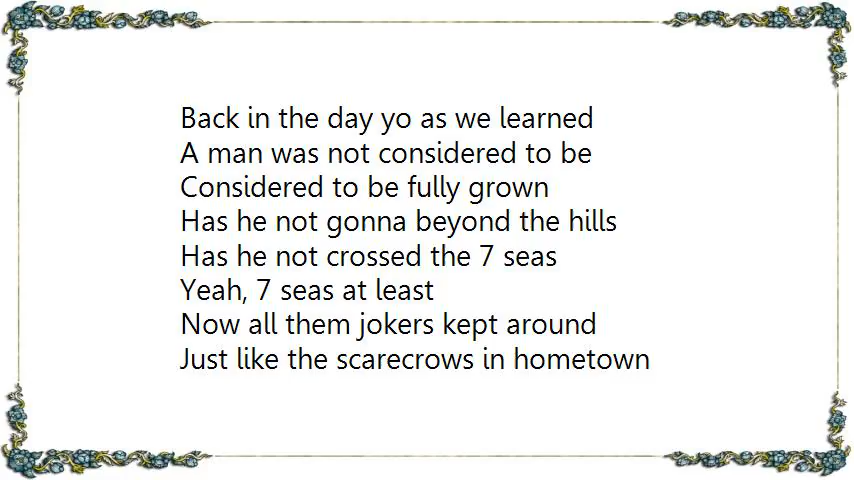 Back in the day yo as we learned
A man was not considered to be
Considered to be fully grown
Has he not gonna beyond the hills
Has he not crossed the 7 seas
Yeah, 7 seas at least
Now all them jokers kept around
Just like the scarecrows in hometown